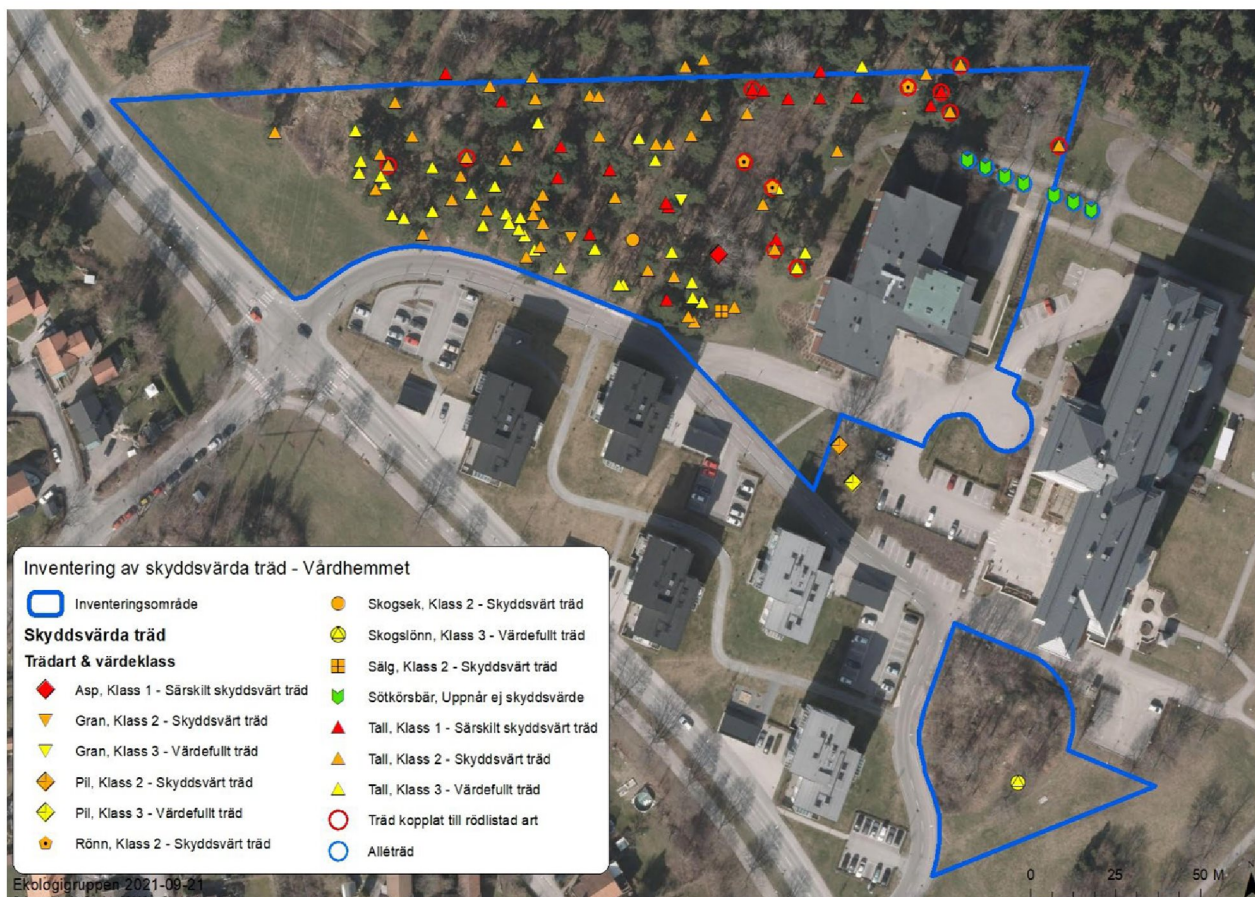 Inventering av skyddsvärda träd - Vårdhemmet
Inventeringsområde
Skyddsvärda träd
Trädart & värdeklass
Asp, Klass 1 - Särskilt skyddsvärt träd
Gran, Klass 2 - Skyddsvärt träd
Gran, Klass 3 - Värdefullt träd
Pil, Klass 2 - Skyddsvärt träd
Pil, Klass 3 - Värdefullt träd
Rönn, Klass 2 - Skyddsvärt träd
Skogsek, Klass 2 - Skyddsvärt träd
Skogslönn, Klass 3 - Värdefullt träd
Sälg, Klass 2 - Skyddsvärt träd
Sötkörsbär, Uppnår ej skyddsvärde
Tall, Klass 1 - Särskilt skyddsvärt träd
Tall, Klass 2 - Skyddsvärt träd
Tall, Klass 3 - Värdefullt träd
Träd kopplat till rödlistad art
Alléträd
Ekologigruppen 2021-09-21
0 25 50 M